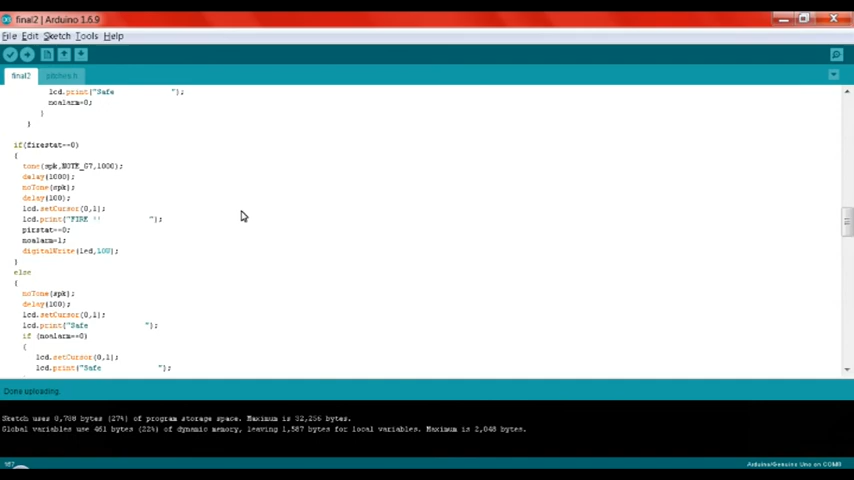 final2 | Arduino 1.6.9
File Edit Sketch Tools Help
final2 pitches.h
lcd.print("Safe ");
noalarm=0;
}
}
if(firestat==0)
{
tone(spk,NOTE_G7,1000);
delay(1000);
noTone(spk);
delay(100);
lcd.setCursor(0,1);
lcd.print("FIRE !! ");
pirstat==0;
noalarm=1;
digitalWrite(led,LOW);
}
else
{
noTone(spk);
delay(100);
lcd.setCursor(0,1);
lcd.print("Safe ");
if (noalarm==0)
{
lcd.setCursor(0,1);
lcd.print("Safe ");
Done uploading.
Sketch uses 8,788 bytes (27%) of program storage space. Maximum is 32,256 bytes.
Global variables use 461 bytes (22%) of dynamic memory, leaving 1,587 bytes for local variables. Maximum is 2,048 bytes.
187
Arduino/Genuino Uno on COM8